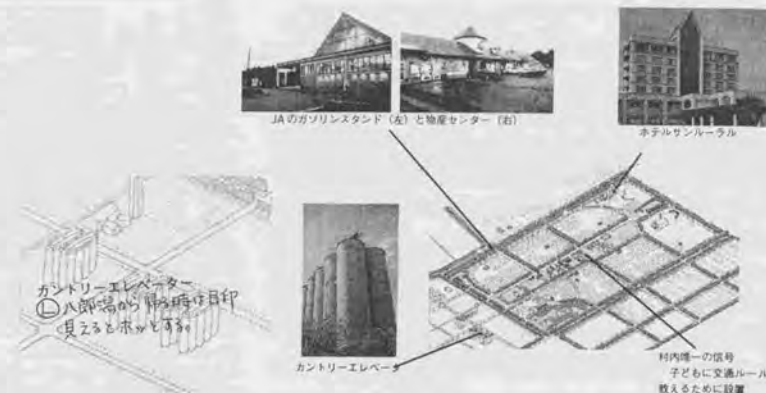 JAのガソリンスタンド（左）と物産センター（右）
ホテルサンルーラル
カントリーエレベーター
Ⓛ八郎潟から帰る時は目印
見えるとホッとする。
カントリーエレベータ
村内唯一の信号
子どもに交通ルール
教えるために設置